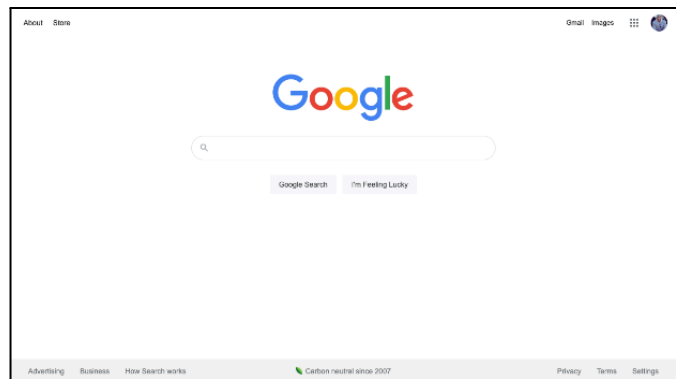 About Store Gmail Images
Google
Google Search I'm Feeling Lucky
Advertising Business How Search works Carbon neutral since 2007 Privacy Terms Settings